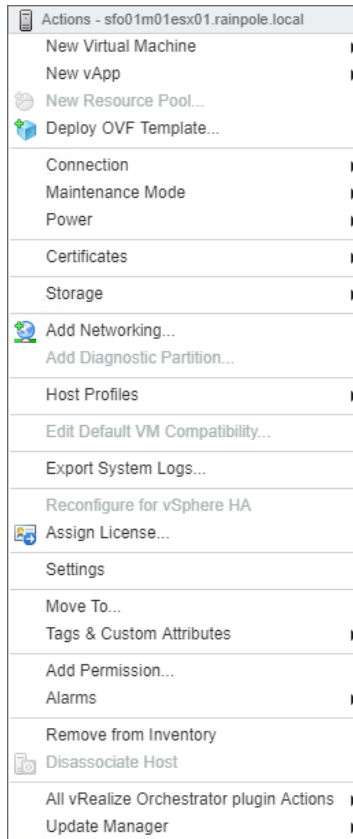 Actions - sfo01m01esx01.rainpole.local
New Virtual Machine
New vApp
New Resource Pool...
Deploy OVF Template...
Connection
Maintenance Mode
Power
Certificates
Storage
Add Networking...
Add Diagnostic Partition...
Host Profiles
Edit Default VM Compatibility...
Export System Logs...
Reconfigure for vSphere HA
Assign License...
Settings
Move To...
Tags & Custom Attributes
Add Permission...
Alarms
Remove from Inventory
Disassociate Host
All vRealize Orchestrator plugin Actions
Update Manager